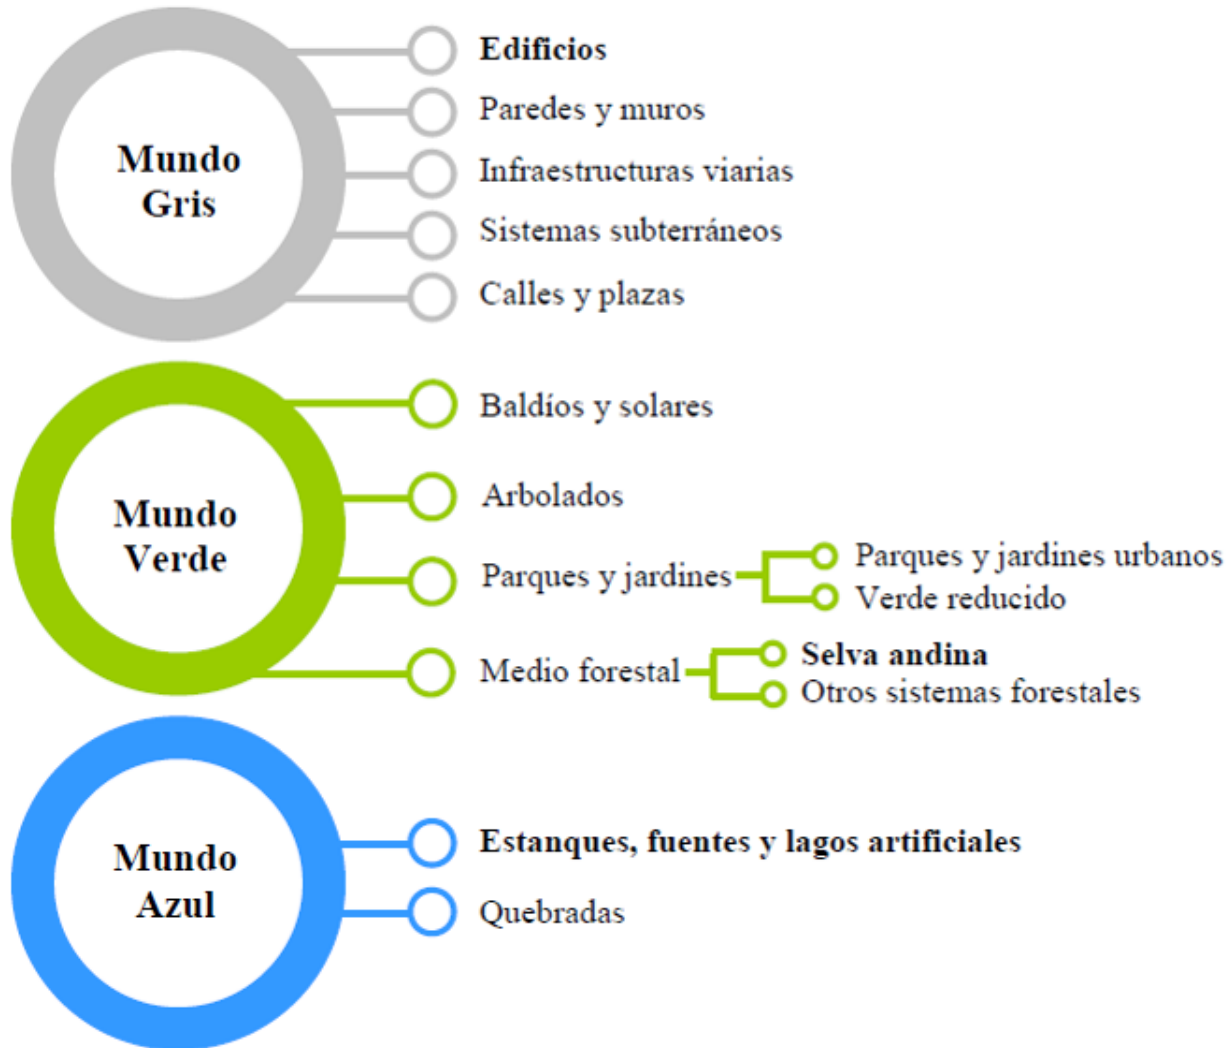 Mundo
Gris
Edificios
Paredes y muros
Infraestructuras viarias
Sistemas subterráneos
Calles y plazas
Mundo
Verde
Baldíos y solares
Arbolados
Parques y jardines
Parques y jardines urbanos
Verde reducido
Medio forestal
Selva andina
Otros sistemas forestales
Mundo
Azul
Estanques, fuentes y lagos artificiales
Quebradas